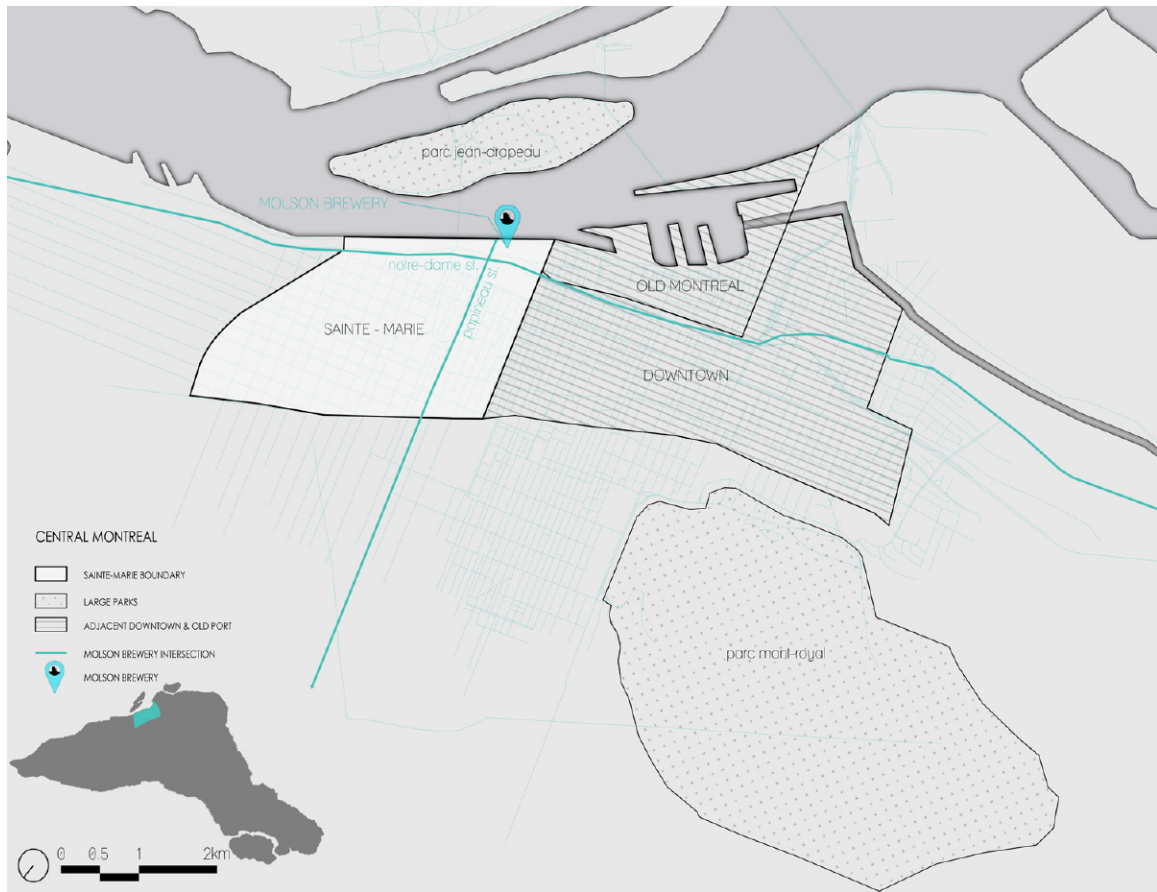 parc jean-drapeau
MOLSON BREWERY
notre-dame st.
papineau st.
OLD MONTREAL
SAINTE - MARIE
DOWNTOWN
parc mont-royal
CENTRAL MONTREAL
SAINTE-MARIE BOUNDARY
LARGE PARKS
ADJACENT DOWNTOWN & OLD PORT
MOLSON BREWERY INTERSECTION
MOLSON BREWERY
0 0.5 1 2km